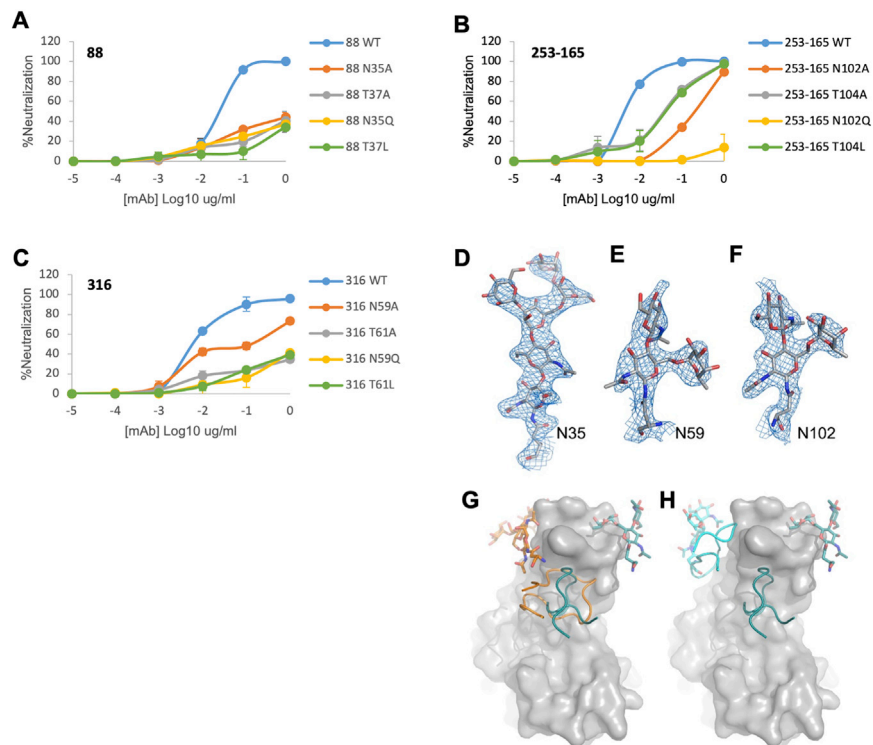 A
88
%Neutralization
120
100
80
60
40
20
0
-5 -4 -3 -2 -1 0
[mAb] Log10 ug/ml
88 WT
88 N35A
88 T37A
88 N35Q
88 T37L
B
253-165
%Neutralization
120
100
80
60
40
20
0
-5 -4 -3 -2 -1 0
[mAb] Log10 ug/ml
253-165 WT
253-165 N102A
253-165 T104A
253-165 N102Q
253-165 T104L
C
316
%Neutralization
120
100
80
60
40
20
0
-5 -4 -3 -2 -1 0
[mAb] Log10 ug/ml
316 WT
316 N59A
316 T61A
316 N59Q
316 T61L
D
N35
E
N59
F
N102
G
H